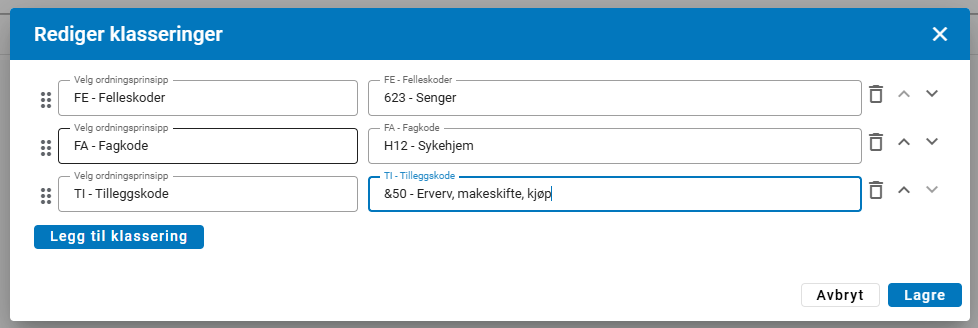 Rediger klasseringer
Velg ordningsprinsipp
FE - Felleskoder
FE - Felleskoder
623 - Senger
Velg ordningsprinsipp
FA - Fagkode
FA - Fagkode
H12 - Sykehjem
Velg ordningsprinsipp
TI - Tilleggskode
TI - Tilleggskode
&50 - Erverv, makeskifte, kjøp
Legg til klassering
Avbryt
Lagre